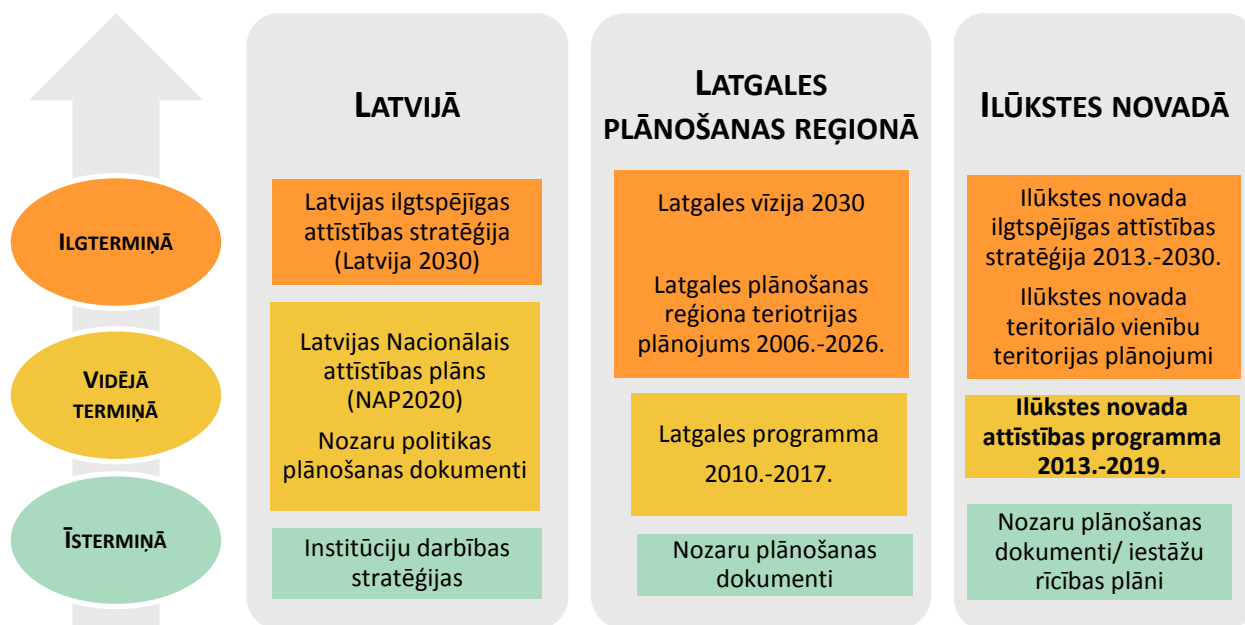 ILGTERMIŅĀ
VIDĒJĀ
TERMIŅĀ
ĪSTERMIŅĀ
LATVIJĀ
Latvijas ilgtspējīgas
attīstības stratēģija
(Latvija 2030)
Latvijas Nacionālais
attīstības plāns
(NAP2020)
Nozaru politikas
plānošanas dokumenti
Institūciju darbības
stratēģijas
LATGALES
PLĀNOŠANAS REĢIONĀ
Latgales vīzija 2030
Latgales plānošanas
reģiona teriotrijas
plānojums 2006.-2026.
Latgales programma
2010.-2017.
Nozaru plānošanas
dokumenti
ILŪKSTES NOVADĀ
Ilūkstes novada
ilgtspējīgas attīstības
stratēģija 2013.-2030.
Ilūkstes novada
teritoriālo vienību
teritorijas plānojumi
Ilūkstes novada
attīstības programma
2013.-2019.
Nozaru plānošanas
dokumenti/ iestāžu
rīcības plāni